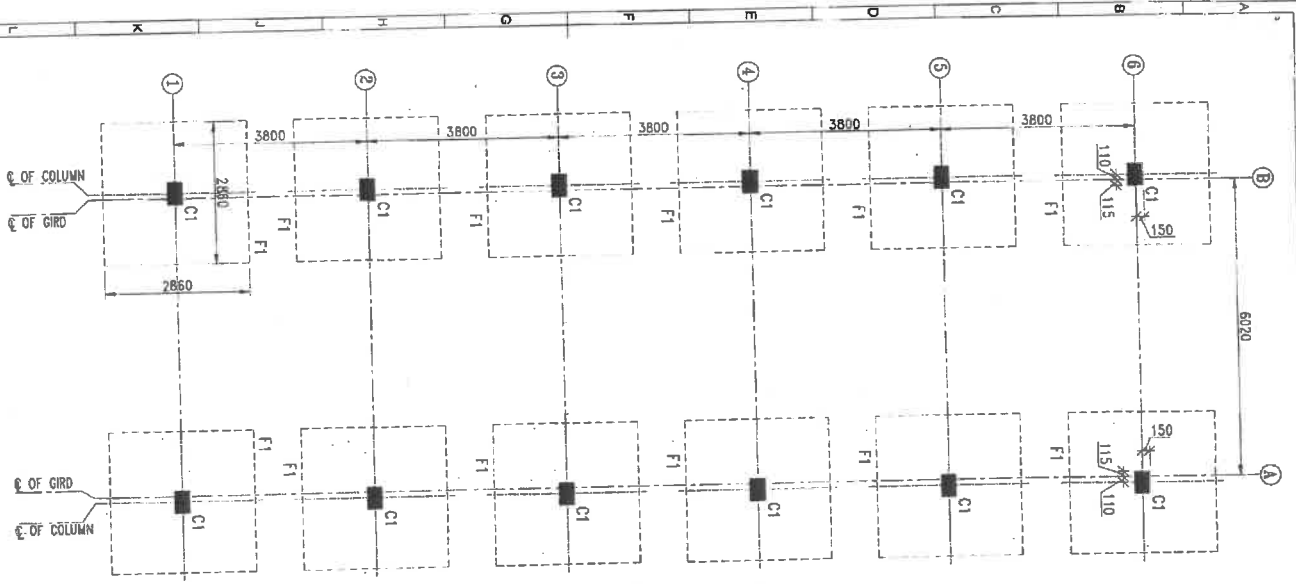 L K J H G F E D C B A
1 2 3 4 5 6
3800 3800 3800 3800 3800
℄ OF COLUMN
℄ OF GIRD
2860
2860
C1 C1 C1 C1 C1 C1
F1 F1 F1 F1 F1 F1
110
115
150
B
6020
A
150
115
110
F1 F1 F1 F1 F1 F1
C1 C1 C1 C1 C1 C1
℄ OF GIRD
℄ OF COLUMN